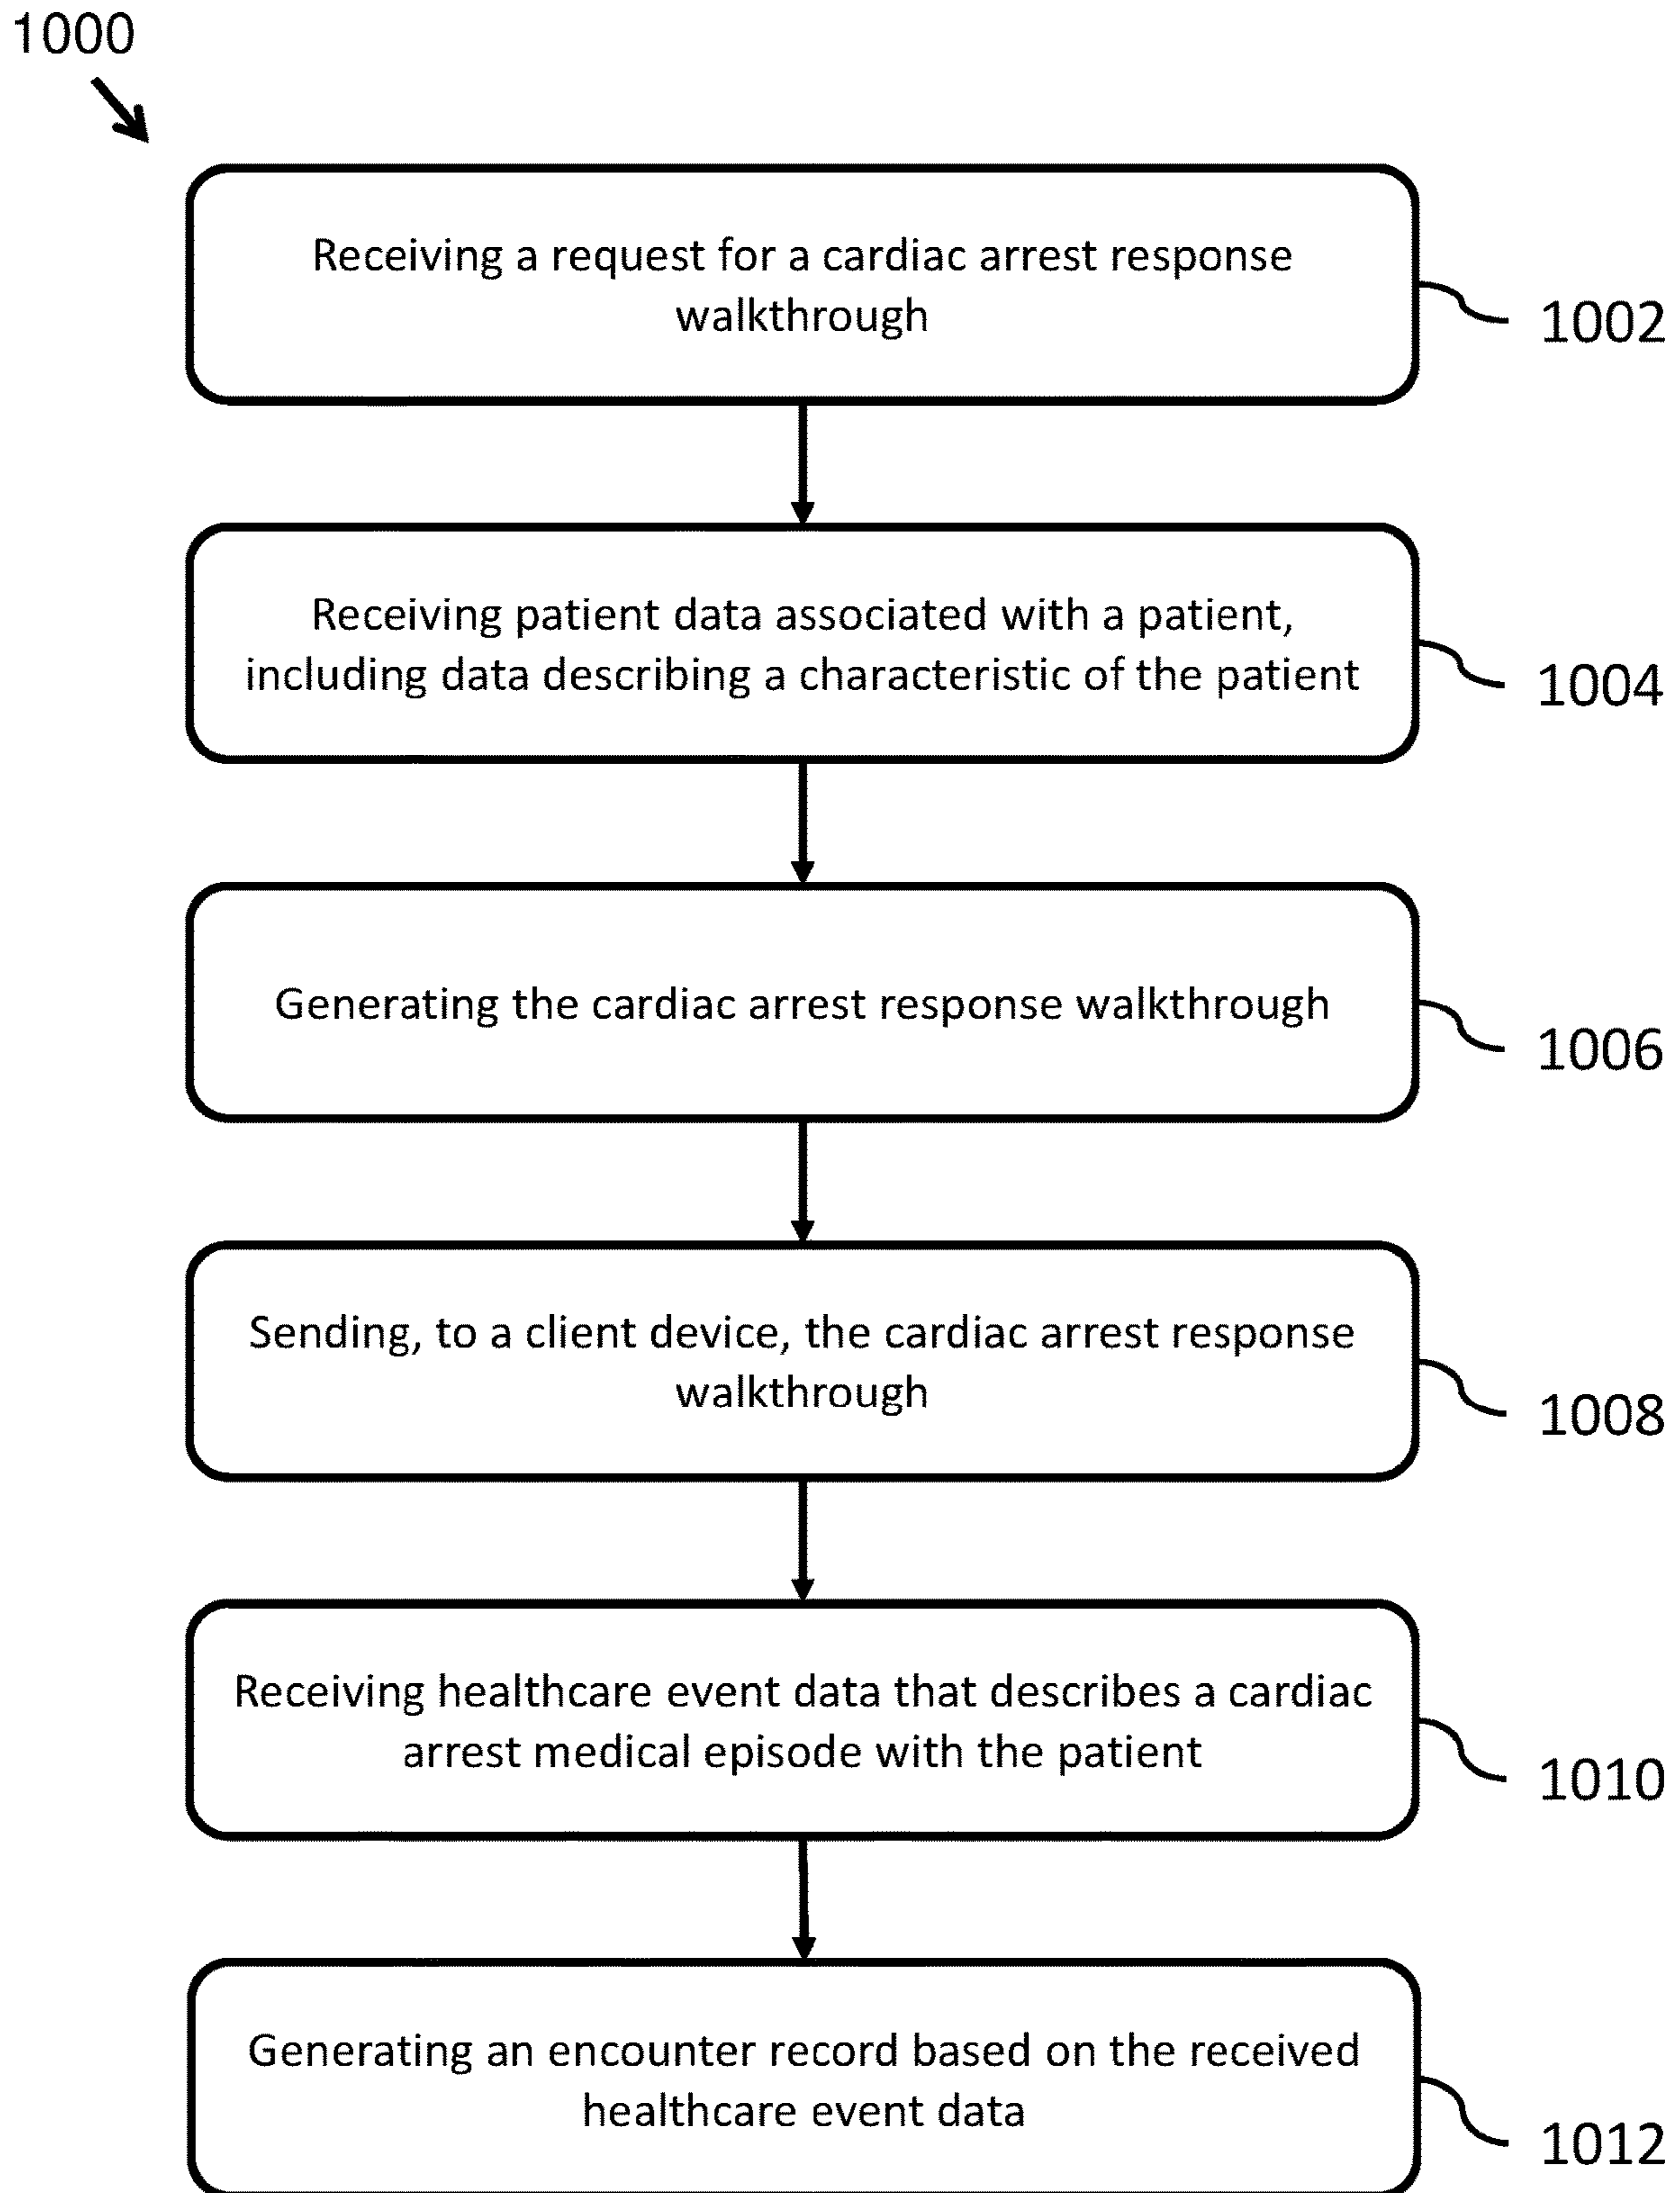 1000
Receiving a request for a cardiac arrest response
walkthrough
1002
Receiving patient data associated with a patient,
including data describing a characteristic of the patient
1004
Generating the cardiac arrest response walkthrough
1006
Sending, to a client device, the cardiac arrest response
walkthrough
1008
Receiving healthcare event data that describes a cardiac
arrest medical episode with the patient
1010
Generating an encounter record based on the received
healthcare event data
1012